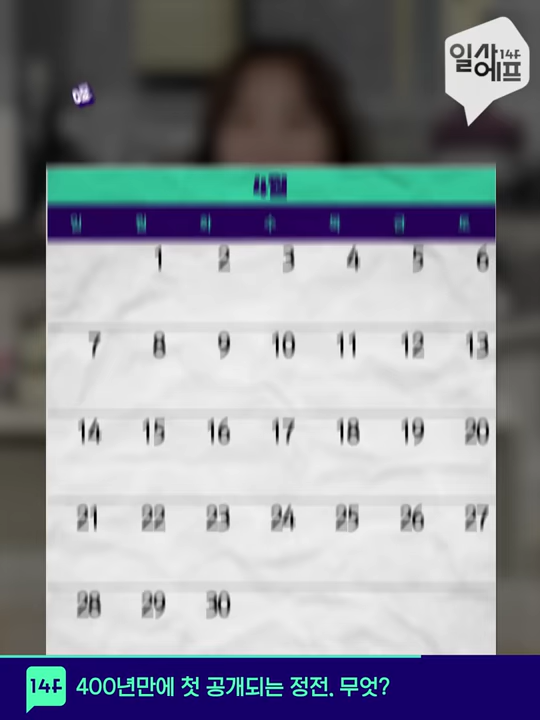 일사 14F
에프
4월
일 월 화 수 목 금 토
1 2 3 4 5 6
7 8 9 10 11 12 13
14 15 16 17 18 19 20
21 22 23 24 25 26 27
28 29 30
14F 400년만에 첫 공개되는 정전, 무엇?